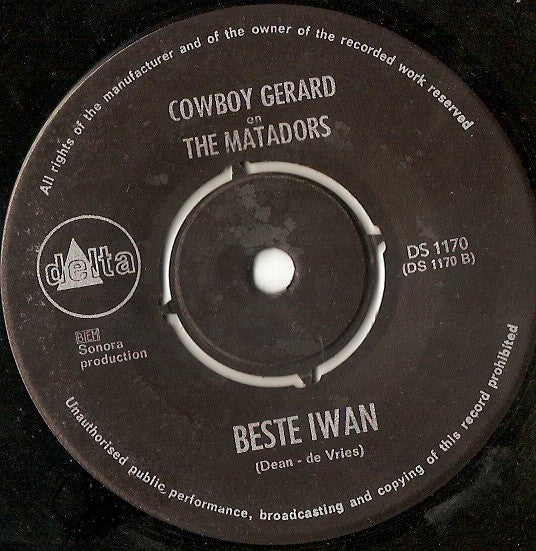 All rights of the manufacturer and of the owner of the recorded work reserved
COWBOY GERARD
en
THE MATADORS
delta
DS 1170
(DS 1170 B)
BIEM
Sonora
production
BESTE IWAN
(Dean - de Vries)
Unauthorised public performance, broadcasting and copying of this record prohibited